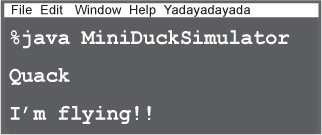 File Edit Window Help Yadayadayada
%java MiniDuckSimulator
Quack
I'm flying!!